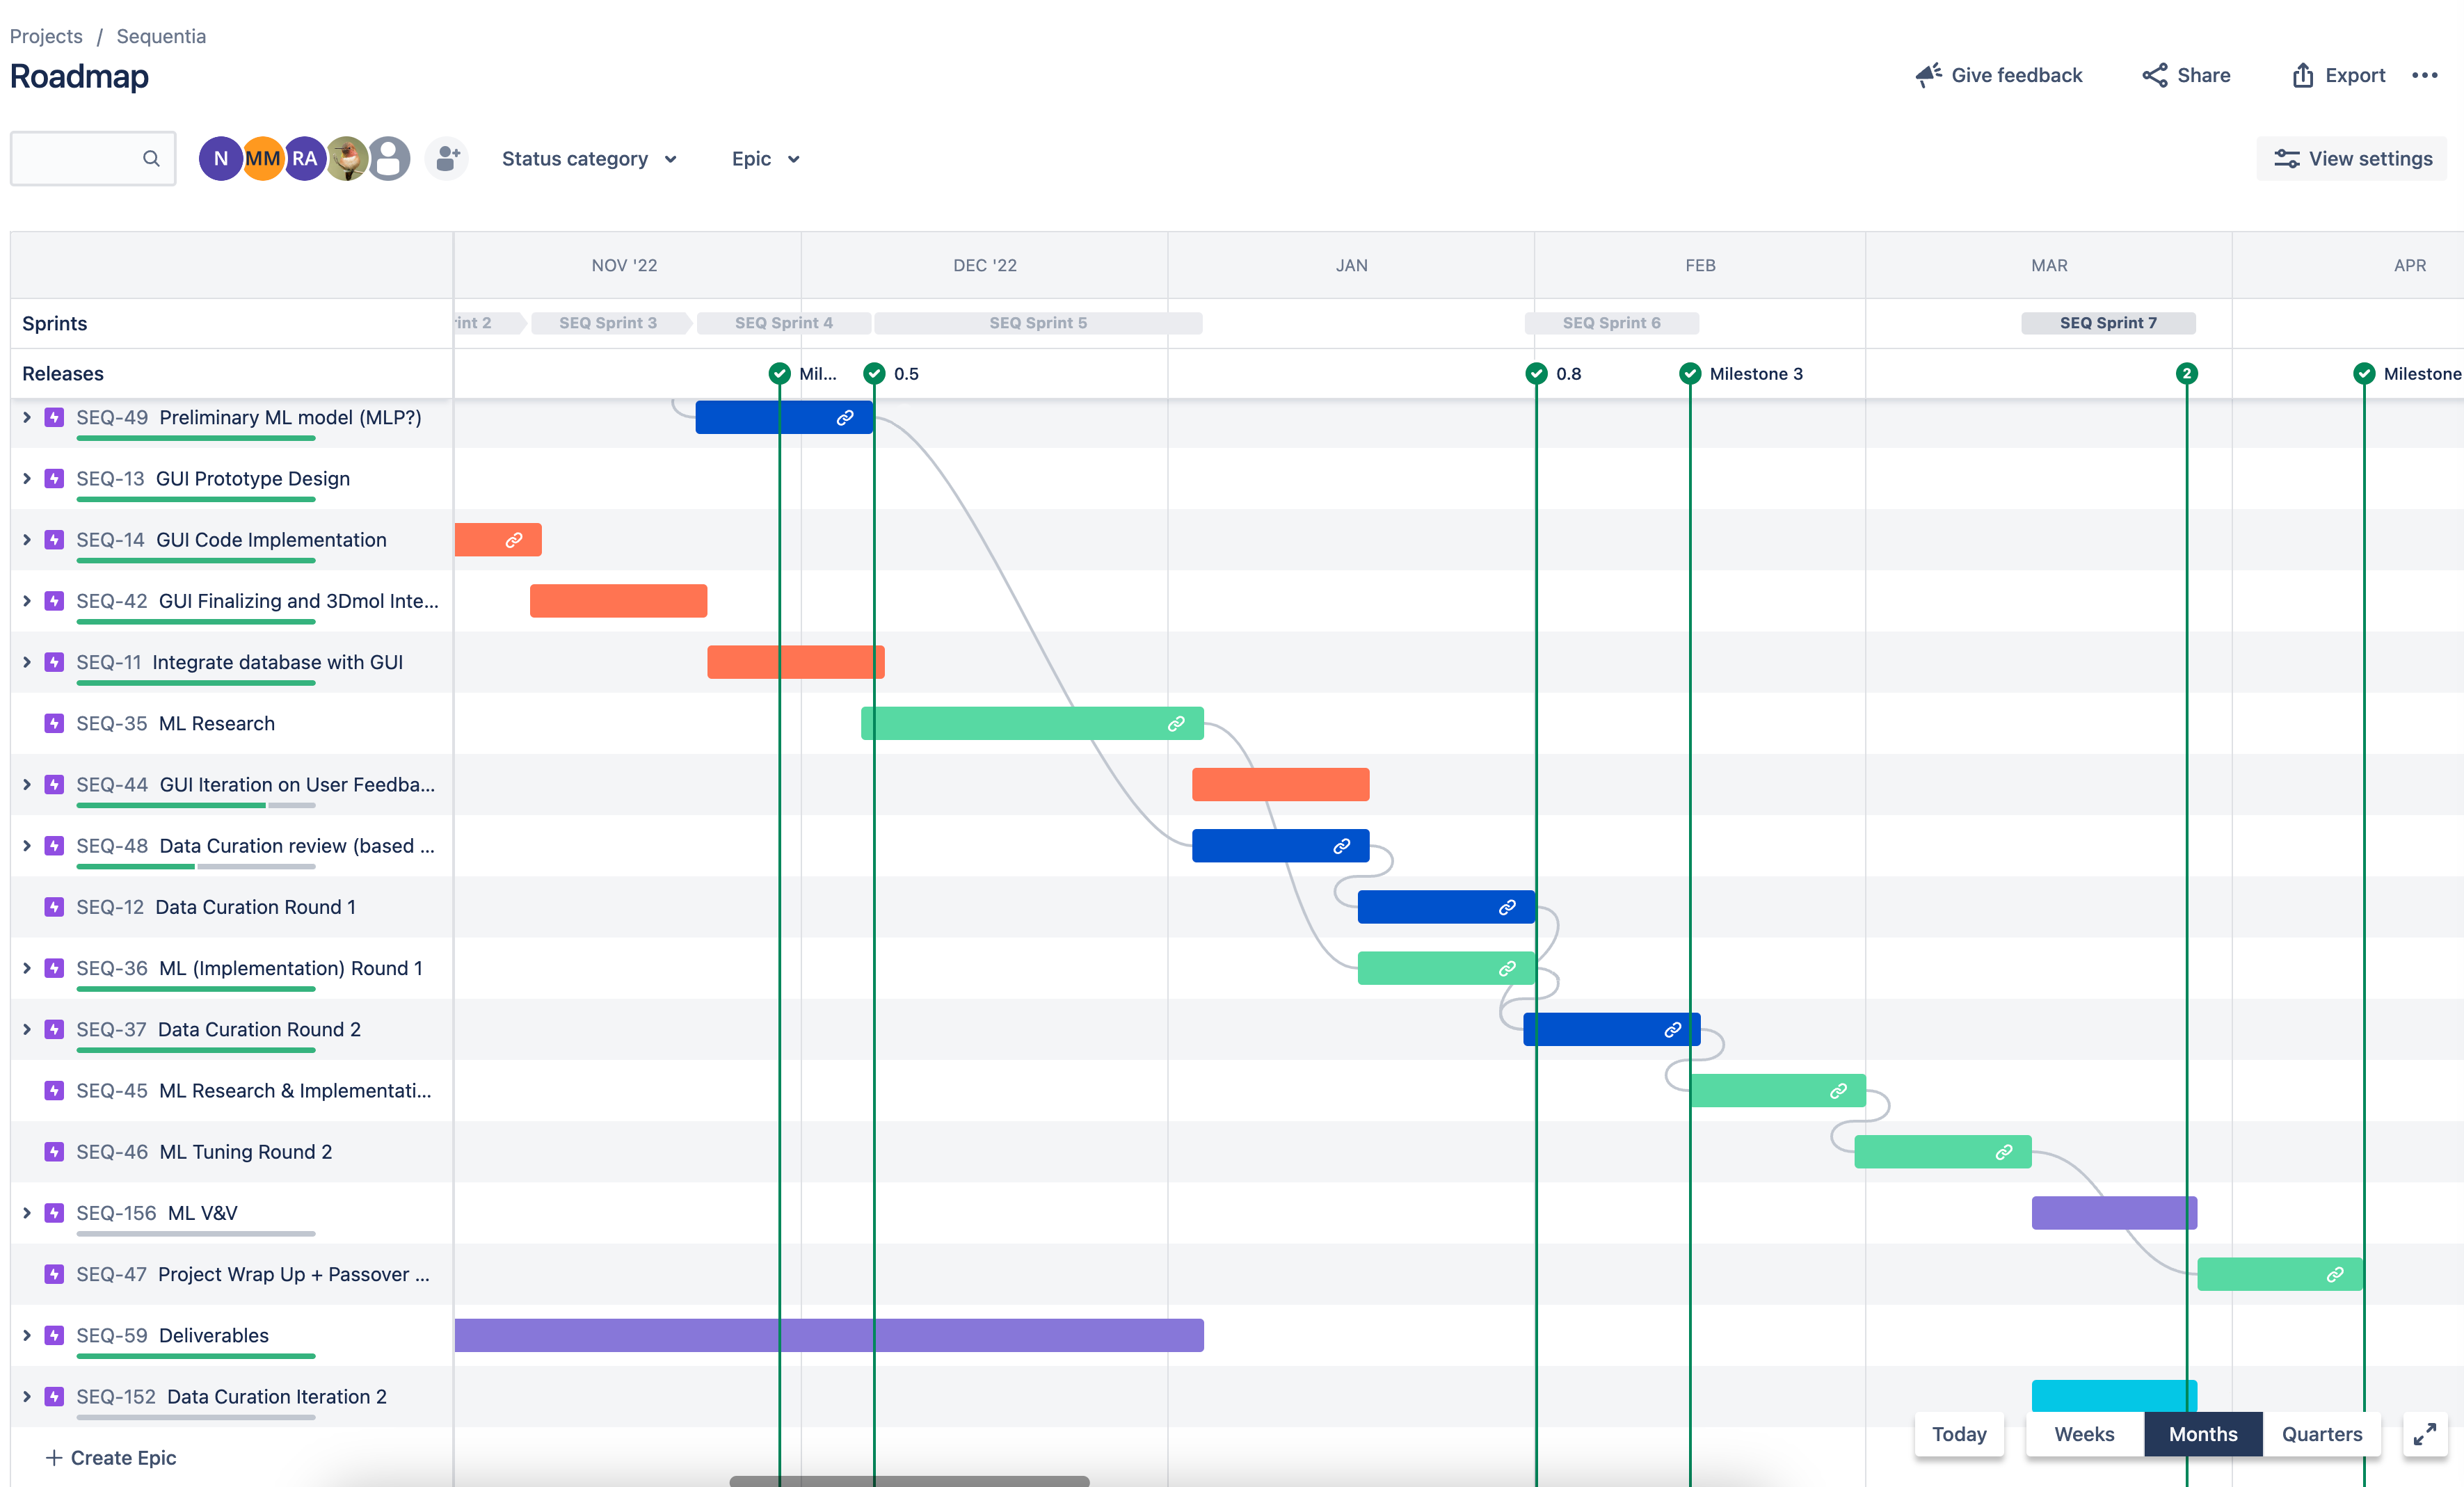 Projects / Sequentia
Roadmap
Give feedback
Share
Export
N
MM
RA
Status category
Epic
View settings
NOV '22
DEC '22
JAN
FEB
MAR
APR
Sprints
rint 2
SEQ Sprint 3
SEQ Sprint 4
SEQ Sprint 5
SEQ Sprint 6
SEQ Sprint 7
Releases
Mil...
0.5
0.8
Milestone 3
2
Milestone
SEQ-49 Preliminary ML model (MLP?)
SEQ-13 GUI Prototype Design
SEQ-14 GUI Code Implementation
SEQ-42 GUI Finalizing and 3Dmol Inte...
SEQ-11 Integrate database with GUI
SEQ-35 ML Research
SEQ-44 GUI Iteration on User Feedba...
SEQ-48 Data Curation review (based ...
SEQ-12 Data Curation Round 1
SEQ-36 ML (Implementation) Round 1
SEQ-37 Data Curation Round 2
SEQ-45 ML Research & Implementati...
SEQ-46 ML Tuning Round 2
SEQ-156 ML V&V
SEQ-47 Project Wrap Up + Passover ...
SEQ-59 Deliverables
SEQ-152 Data Curation Iteration 2
+ Create Epic
Today
Weeks
Months
Quarters